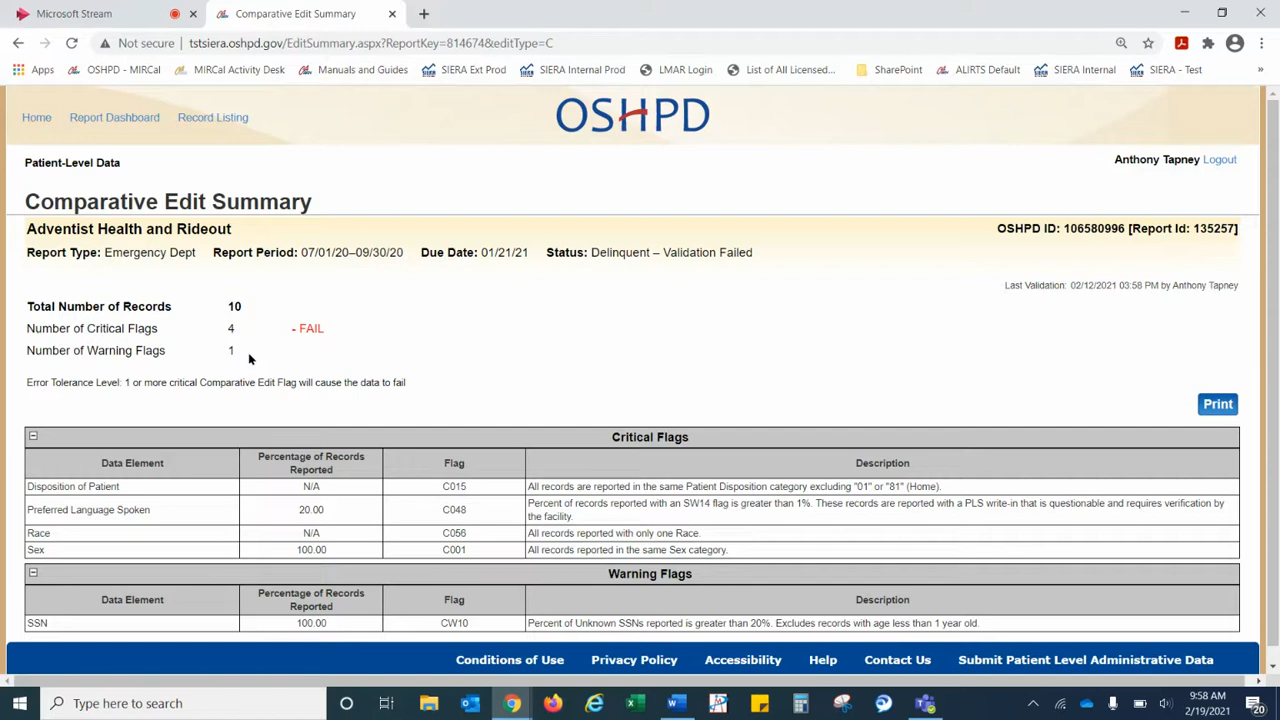 Microsoft Stream
Comparative Edit Summary
Not secure | tstsiera.oshpd.gov/EditSummary.aspx?ReportKey=814674&editType=C
Apps OSHPD - MIRCal MIRCal Activity Desk Manuals and Guides SIERA Ext Prod SIERA Internal Prod LMAR Login List of All Licensed... SharePoint ALIRTS Default SIERA Internal SIERA - Test »
Home Report Dashboard Record Listing
OSHPD
Patient-Level Data
Anthony Tapney Logout
Comparative Edit Summary
Adventist Health and Rideout
OSHPD ID: 106580996 [Report Id: 135257]
Report Type: Emergency Dept Report Period: 07/01/20–09/30/20 Due Date: 01/21/21 Status: Delinquent – Validation Failed
Last Validation: 02/12/2021 03:58 PM by Anthony Tapney
Total Number of Records 10
Number of Critical Flags 4 - FAIL
Number of Warning Flags 1
Error Tolerance Level: 1 or more critical Comparative Edit Flag will cause the data to fail
Print
Critical Flags
Data Element Percentage of Records Reported Flag Description
Disposition of Patient N/A C015 All records are reported in the same Patient Disposition category excluding "01" or "81" (Home).
Preferred Language Spoken 20.00 C048 Percent of records reported with an SW14 flag is greater than 1%. These records are reported with a PLS write-in that is questionable and requires verification by
the facility.
Race N/A C056 All records reported with only one Race.
Sex 100.00 C001 All records reported in the same Sex category.
Warning Flags
Data Element Percentage of Records Reported Flag Description
SSN 100.00 CW10 Percent of Unknown SSNs reported is greater than 20%. Excludes records with age less than 1 year old.
Conditions of Use Privacy Policy Accessibility Help Contact Us Submit Patient Level Administrative Data
Type here to search
9:58 AM
2/19/2021
20